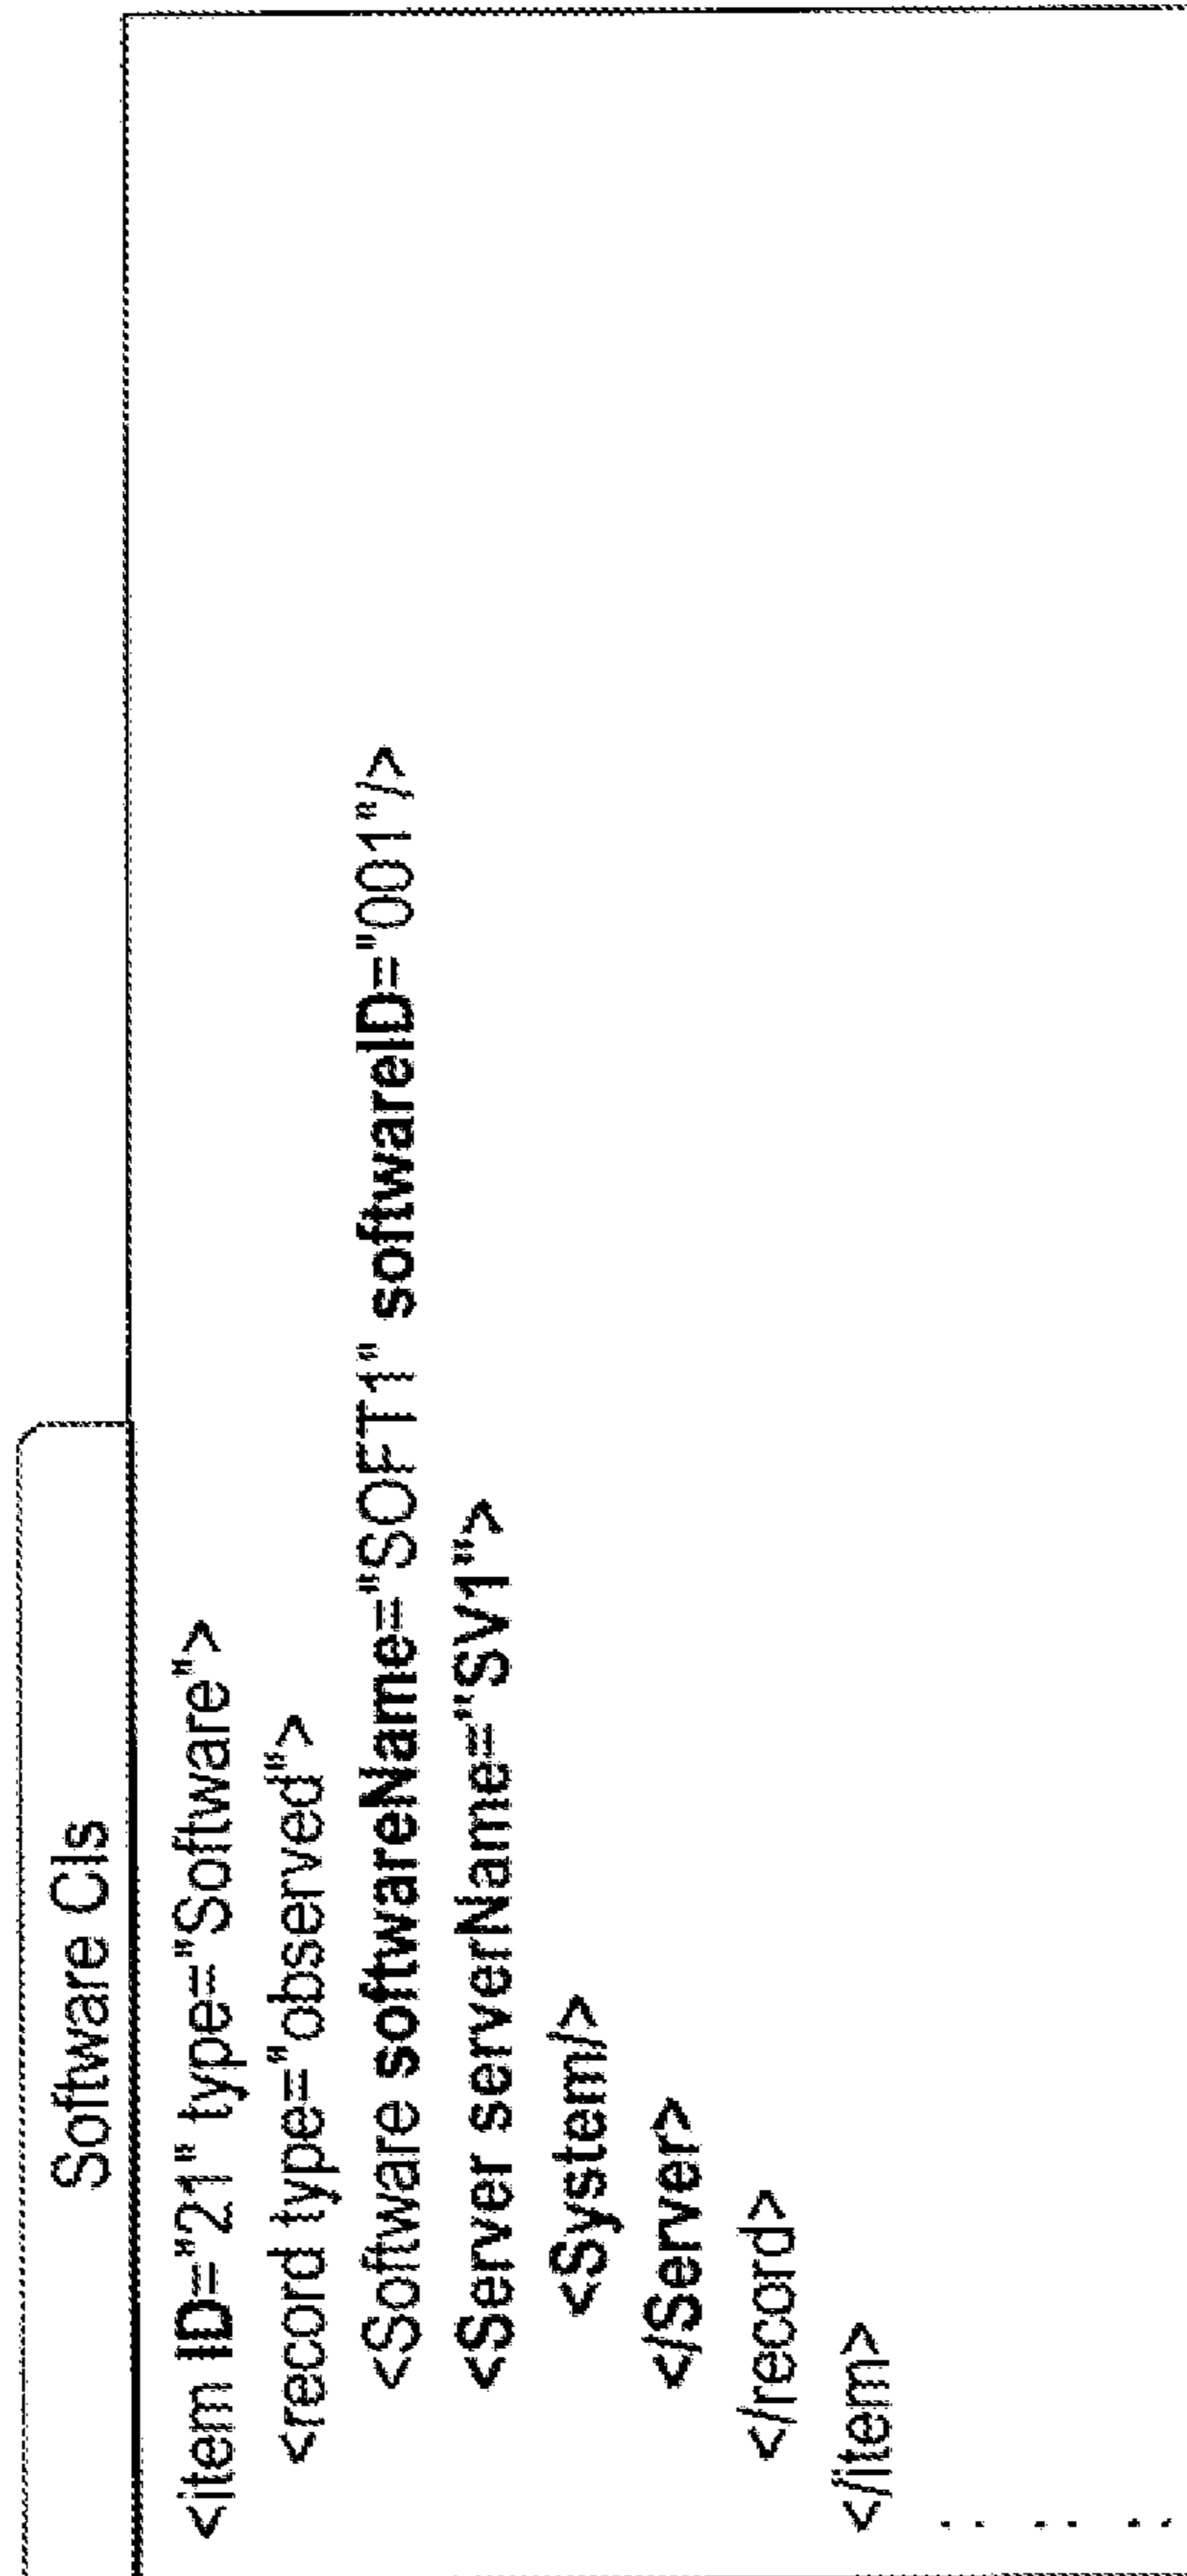 Software CIs
<item ID="21" type="Software">
<record type="observed">
<Software softwareName="SOFT1" softwareID="001"/>
<Server serverName="SV1">
<System/>
</Server>
</record>
</item>